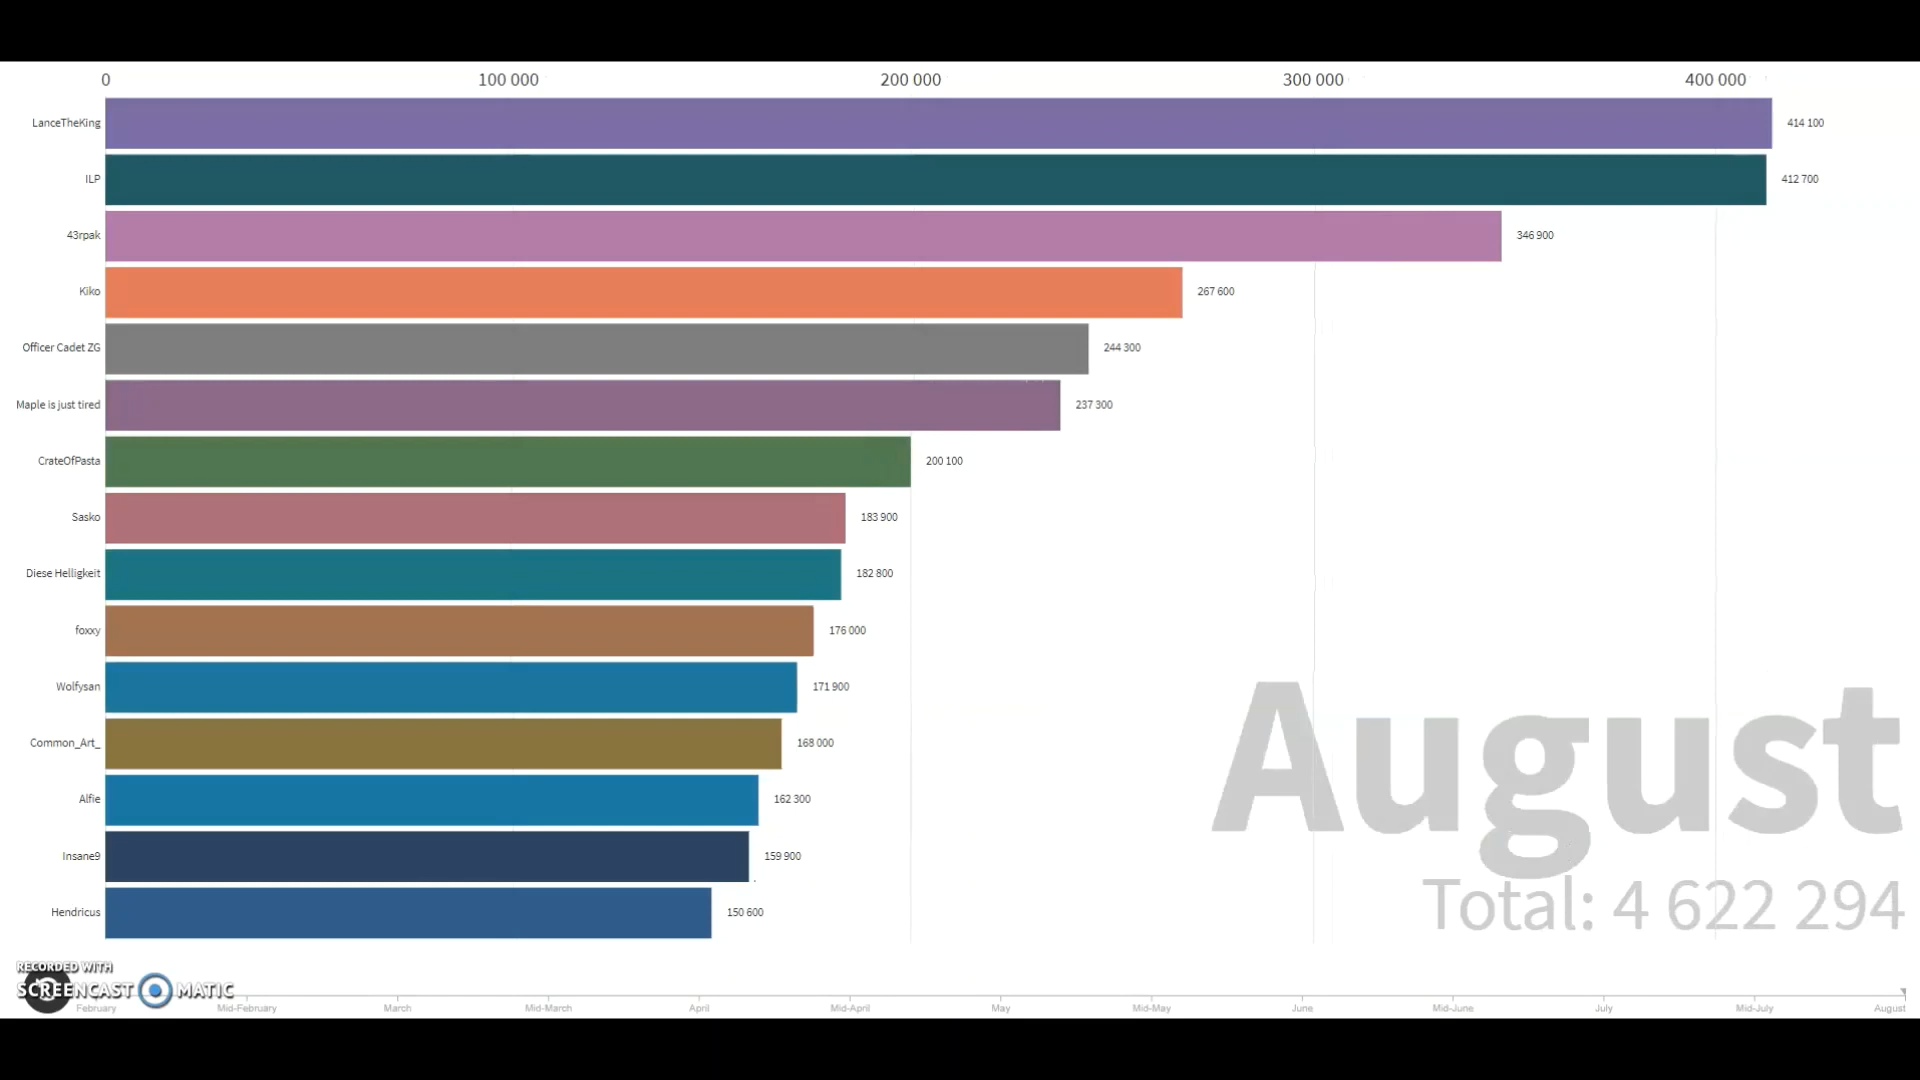 0 100 000 200 000 300 000 400 000
LanceTheKing 414 100
ILP 412 700
43rpak 346 900
Kiko 267 600
Officer Cadet ZG 244 300
Maple is just tired 237 300
CrateOfPasta 200 100
Sasko 183 900
Diese Helligkeit 182 800
foxxy 176 000
Wolfysan 171 900
Common_Art_ 168 000
Alfie 162 300
Insane9 159 900
Hendricus 150 600
August
Total: 4 622 294
RECORDED WITH
SCREENCAST MATIC
February Mid-February March Mid-March April Mid-April May Mid-May June Mid-June July Mid-July August